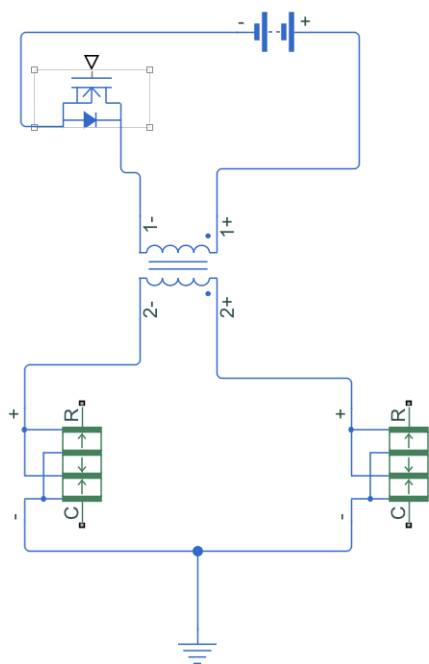 - +
1- 1+
2- 2+
+ R + R
- C - C